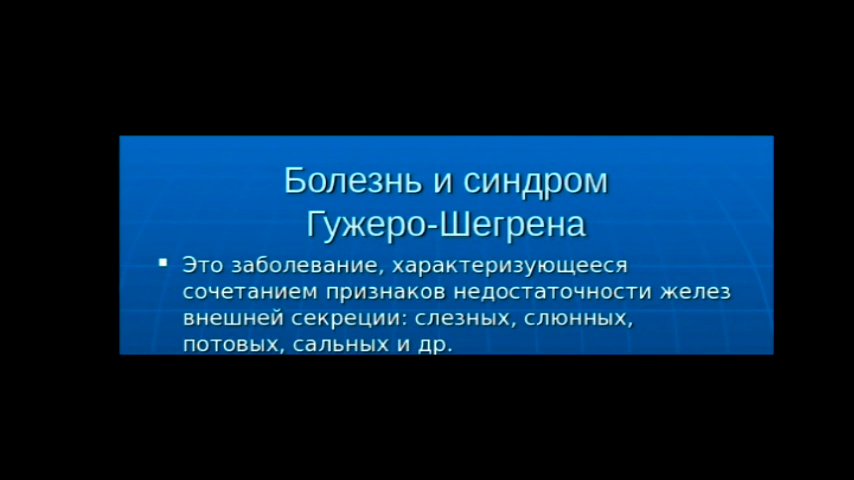 Болезнь и синдром
Гужеро-Шегрена
Это заболевание, характеризующееся
сочетанием признаков недостаточности желез
внешней секреции: слезных, слюнных,
потовых, сальных и др.